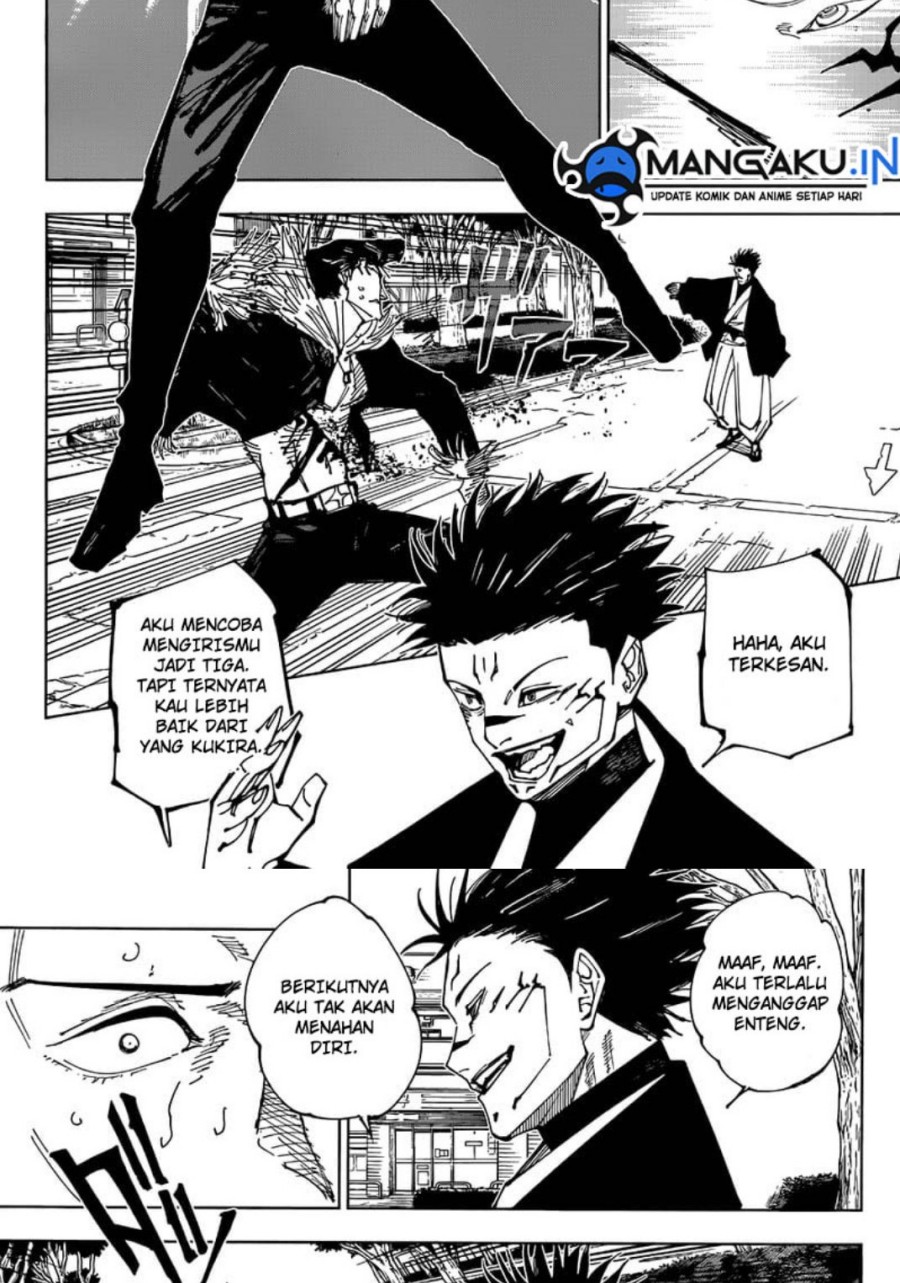 MANGAKU.IN
UPDATE KOMIK DAN ANIME SETIAP HARI
HAHA, AKU
TERKESAN.
AKU MENCOBA
MENGIRISMU
JADI TIGA.
TAPI TERNYATA
KAU LEBIH
BAIK DARI
YANG KUKIRA.
MAAF, MAAF.
AKU TERLALU
MENGANGGAP
ENTENG.
BERIKUTNYA
AKU TAK AKAN
MENAHAN
DIRI.